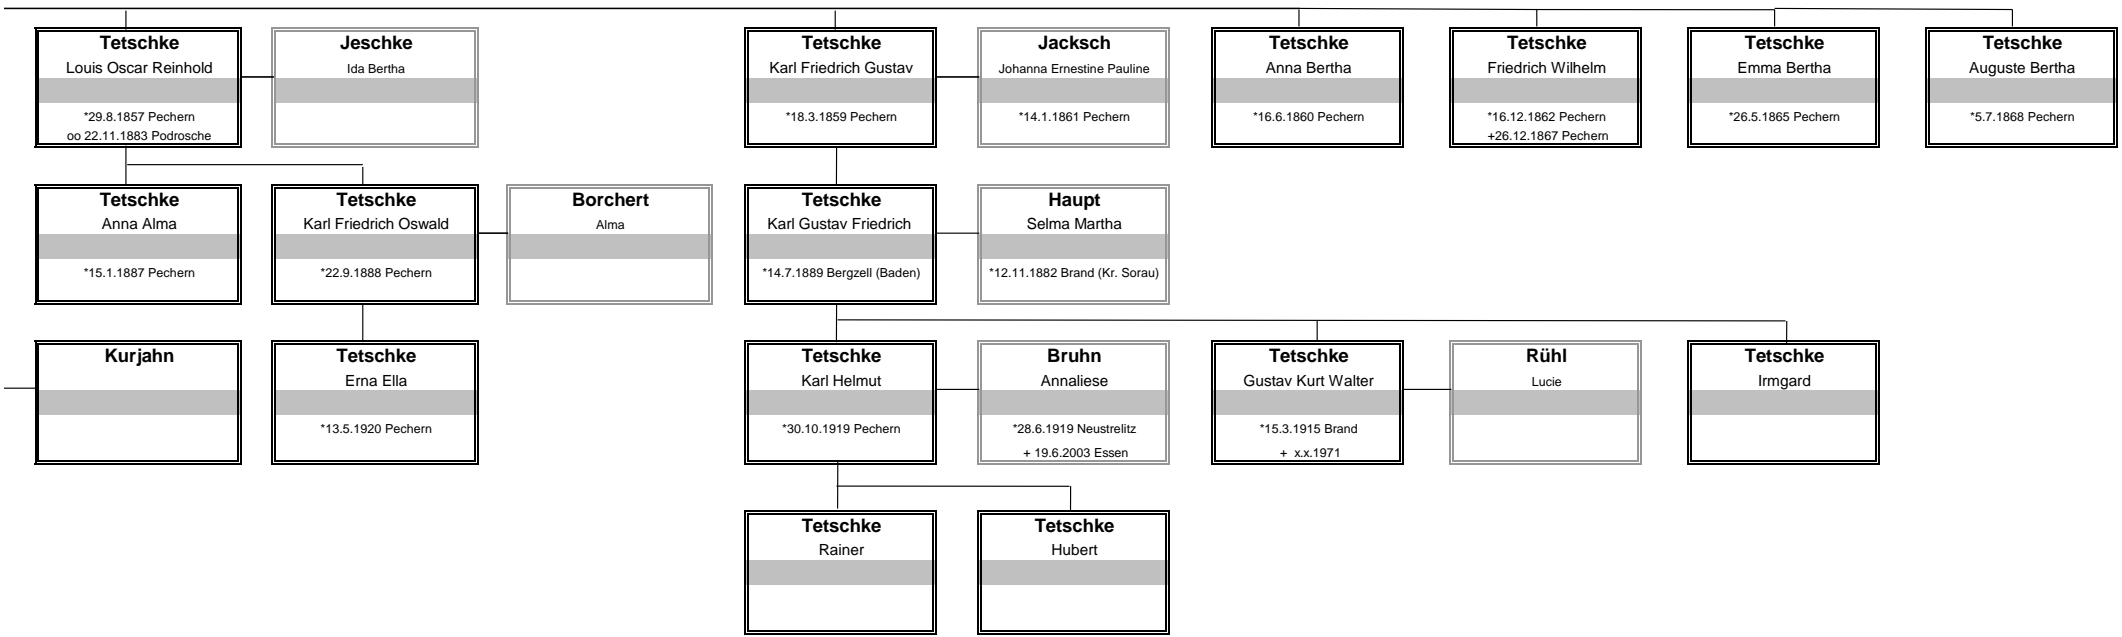 Tetschke
Louis Oscar Reinhold
*29.8.1857 Pechern
oo 22.11.1883 Podrosche
Jeschke
Ida Bertha
Tetschke
Karl Friedrich Gustav
*18.3.1859 Pechern
Jacksch
Johanna Ernestine Pauline
*14.1.1861 Pechern
Tetschke
Anna Bertha
*16.6.1860 Pechern
Tetschke
Friedrich Wilhelm
*16.12.1862 Pechern
+26.12.1867 Pechern
Tetschke
Emma Bertha
*26.5.1865 Pechern
Tetschke
Auguste Bertha
*5.7.1868 Pechern
Tetschke
Anna Alma
*15.1.1887 Pechern
Tetschke
Karl Friedrich Oswald
*22.9.1888 Pechern
Borchert
Alma
Tetschke
Karl Gustav Friedrich
*14.7.1889 Bergzell (Baden)
Haupt
Selma Martha
*12.11.1882 Brand (Kr. Sorau)
Kurjahn
Tetschke
Erna Ella
*13.5.1920 Pechern
Tetschke
Karl Helmut
*30.10.1919 Pechern
Bruhn
Annaliese
*28.6.1919 Neustrelitz
+ 19.6.2003 Essen
Tetschke
Gustav Kurt Walter
*15.3.1915 Brand
+ x.x.1971
Rühl
Lucie
Tetschke
Irmgard
Tetschke
Rainer
Tetschke
Hubert